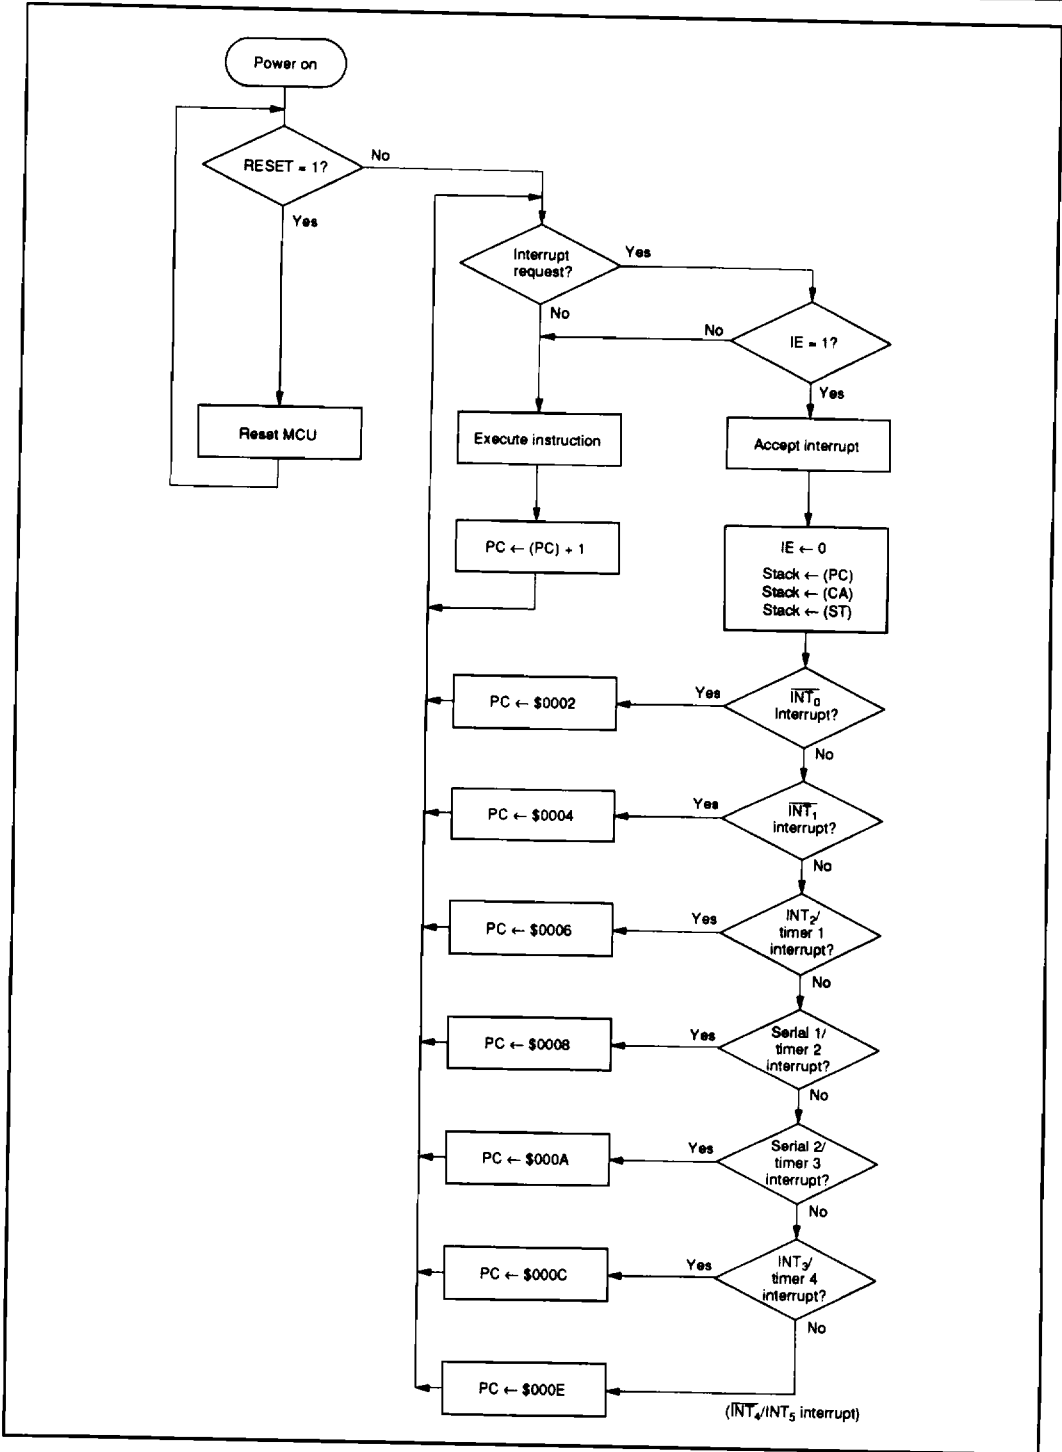 Power on
RESET = 1?
No
Yes
Reset MCU
Interrupt
request?
Yes
No
IE = 1?
No
Yes
Execute instruction
Accept interrupt
PC ← (PC) + 1
IE ← 0
Stack ← (PC)
Stack ← (CA)
Stack ← (ST)
PC ← $0002
Yes
I̅N̅T̅₀
Interrupt?
No
PC ← $0004
Yes
I̅N̅T̅₁
interrupt?
No
PC ← $0006
Yes
INT₂/
timer 1
interrupt?
No
PC ← $0008
Yes
Serial 1/
timer 2
interrupt?
No
PC ← $000A
Yes
Serial 2/
timer 3
interrupt?
No
PC ← $000C
Yes
INT₃/
timer 4
interrupt?
No
PC ← $000E
(I̅N̅T̅₄/INT₅ interrupt)